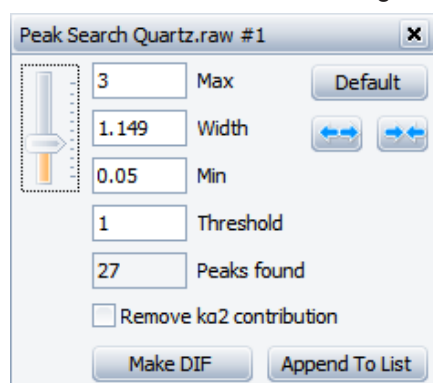 Peak Search Quartz.raw #1
3 Max Default
1.149 Width
0.05 Min
1 Threshold
27 Peaks found
Remove kα2 contribution
Make DIF Append To List